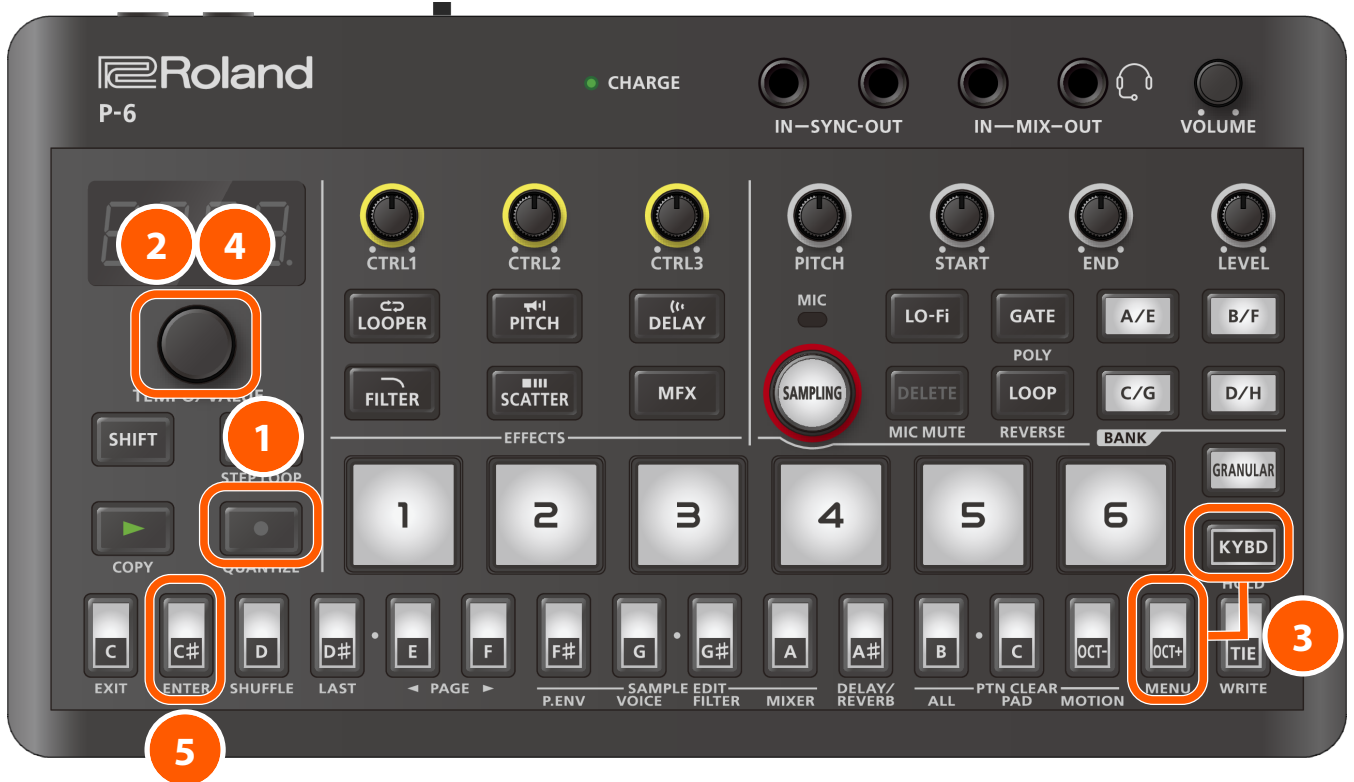 Roland
P-6
CHARGE
IN–SYNC-OUT
IN—MIX–OUT
VOLUME
2
4
CTRL1
CTRL2
CTRL3
PITCH
START
END
LEVEL
LOOPER
PITCH
DELAY
MIC
LO-Fi
GATE
A/E
B/F
POLY
FILTER
SCATTER
MFX
SAMPLING
DELETE
LOOP
C/G
D/H
TEMPO/VALUE
SHIFT
1
EFFECTS
MIC MUTE
REVERSE
BANK
STEP LOOP
1
2
3
4
5
6
GRANULAR
KYBD
COPY
QUANTIZE
HOLD
C
C#
D
D#
E
F
F#
G
G#
A
A#
B
C
OCT-
OCT+
TIE
3
EXIT
ENTER
SHUFFLE
LAST
◄ PAGE ►
SAMPLE EDIT
P.ENV
VOICE
FILTER
MIXER
DELAY/
REVERB
PTN CLEAR
ALL
PAD
MOTION
MENU
WRITE
5